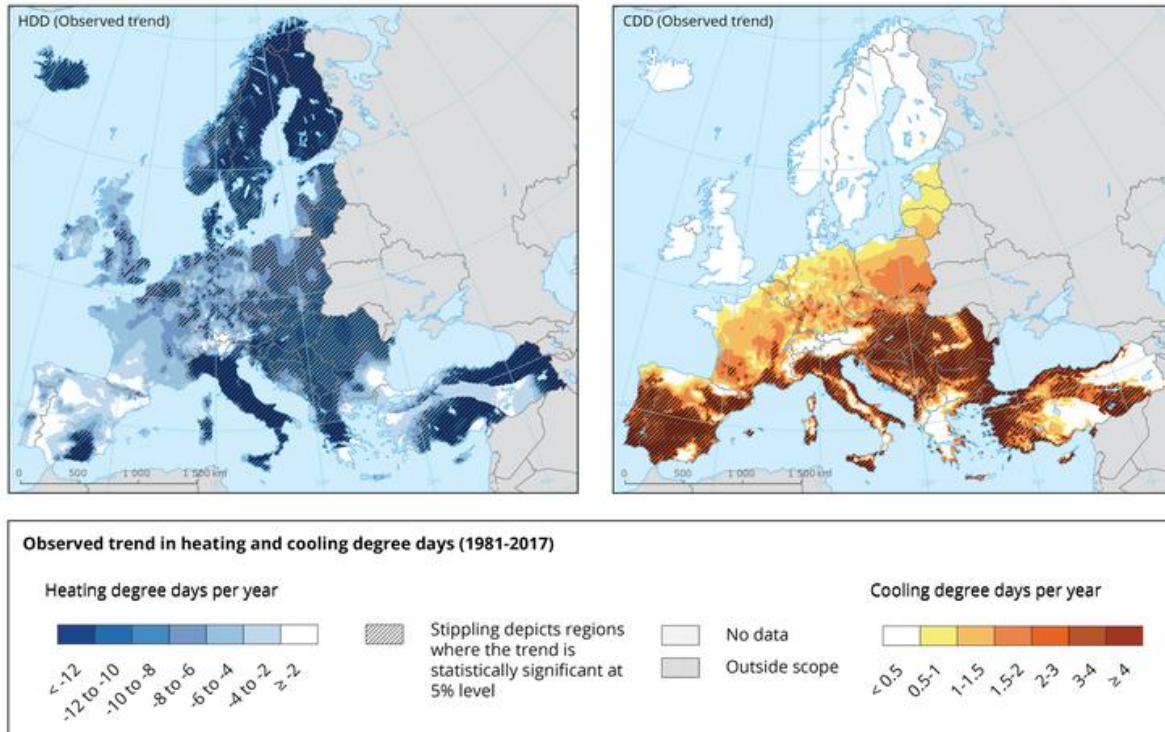 HDD (Observed trend)
0 500 1 000 1 500 km
CDD (Observed trend)
0 500 1 000 1 500 km
Observed trend in heating and cooling degree days (1981-2017)
Heating degree days per year
< -12
-12 to -10
-10 to -8
-8 to -6
-6 to -4
-4 to -2
≥ -2
Stippling depicts regions
where the trend is
statistically significant at
5% level
No data
Outside scope
Cooling degree days per year
< 0.5
0.5-1
1-1.5
1.5-2
2-3
3-4
≥ 4